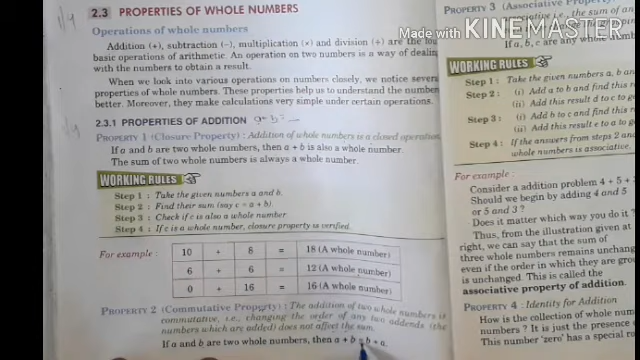 2.3 PROPERTIES OF WHOLE NUMBERS
Operations of whole numbers
Addition (+), subtraction (–), multiplication (×) and division (÷) are the fou
basic operations of arithmetic. An operation on two numbers is a way of dealin
with the numbers to obtain a result.
When we look into various operations on numbers closely, we notice seve
properties of whole numbers. These properties help us to understand the number
better. Moreover, they make calculations very simple under certain operations.
2.3.1 PROPERTIES OF ADDITION
PROPERTY 1 (Closure Property) : Addition of whole numbers is a closed operation
If a and b are two whole numbers, then a + b is also a whole number.
The sum of two whole numbers is always a whole number.
WORKING RULES
Step 1 : Take the given numbers a and b.
Step 2 : Find their sum (say c = a + b).
Step 3 : Check if c is also a whole number
Step 4 : If c is a whole number, closure property is verified.
For example :
10 + 8 = 18 (A whole number)
6 + 6 = 12 (A whole number)
0 + 16 = 16 (A whole number)
PROPERTY 2 (Commutative Property) : The addition of two whole numbers is
commutative, i.e., changing the order of any two addends (the
numbers which are added) does not affect the sum.
If a and b are two whole numbers, then a + b = b + a.
PROPERTY 3 (Associative Proper
associative i.e. the sum of an
Made with KINEMASTER
If a, b, c are any whole
WORKING RULES
Step 1 : Take the given numbers a, b an
Step 2 : (i) Add a to b and find this r
(ii) Add this result d to c to g
Step 3 : (i) Add b to c and find this r
(ii) Add this result e to a to g
Step 4 : If the answers from steps 2 and
whole numbers is associative.
For example :
Consider a addition problem 4 + 5 + 3
Should we begin by adding 4 and 5
or 5 and 3 ?
Does it matter which way you do it ?
Thus, from the illustration given at
right, we can say that the sum of
three whole numbers remains unchang
even if the order in which they are grou
is unchanged. This is called the
associative property of addition.
PROPERTY 4 : Identity for Addition
How is the collection of whole num
numbers ? It is just the presence o
This number 'zero' has a special ro